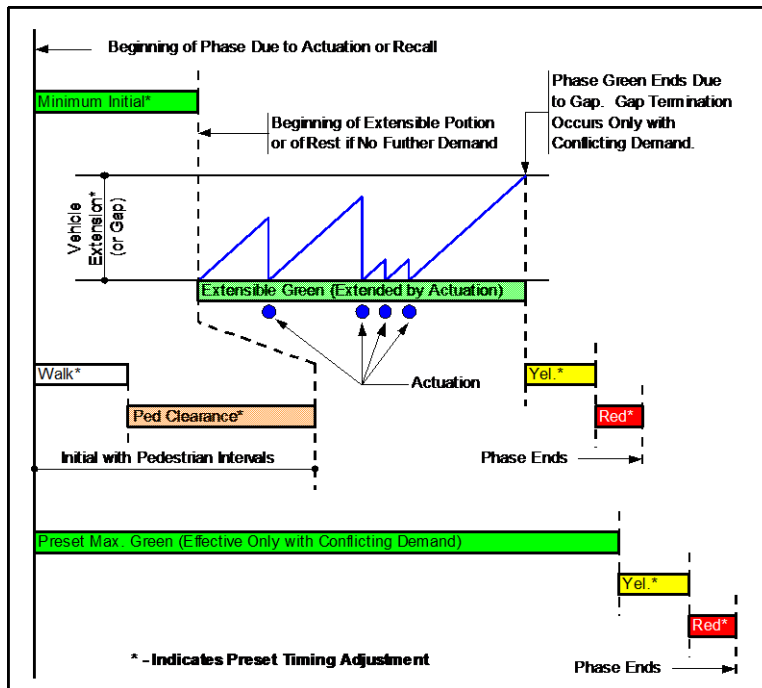 Beginning of Phase Due to Actuation or Recall
Minimum Initial*
Beginning of Extensible Portion
or of Rest if No Further Demand
Phase Green Ends Due
to Gap. Gap Termination
Occurs Only with
Conflicting Demand.
Vehicle
Extension*
(or Gap)
Extensible Green (Extended by Actuation)
Actuation
Walk*
Ped Clearance*
Initial with Pedestrian Intervals
Yel.*
Red*
Phase Ends
Preset Max. Green (Effective Only with Conflicting Demand)
Yel.*
Red*
Phase Ends
* - Indicates Preset Timing Adjustment